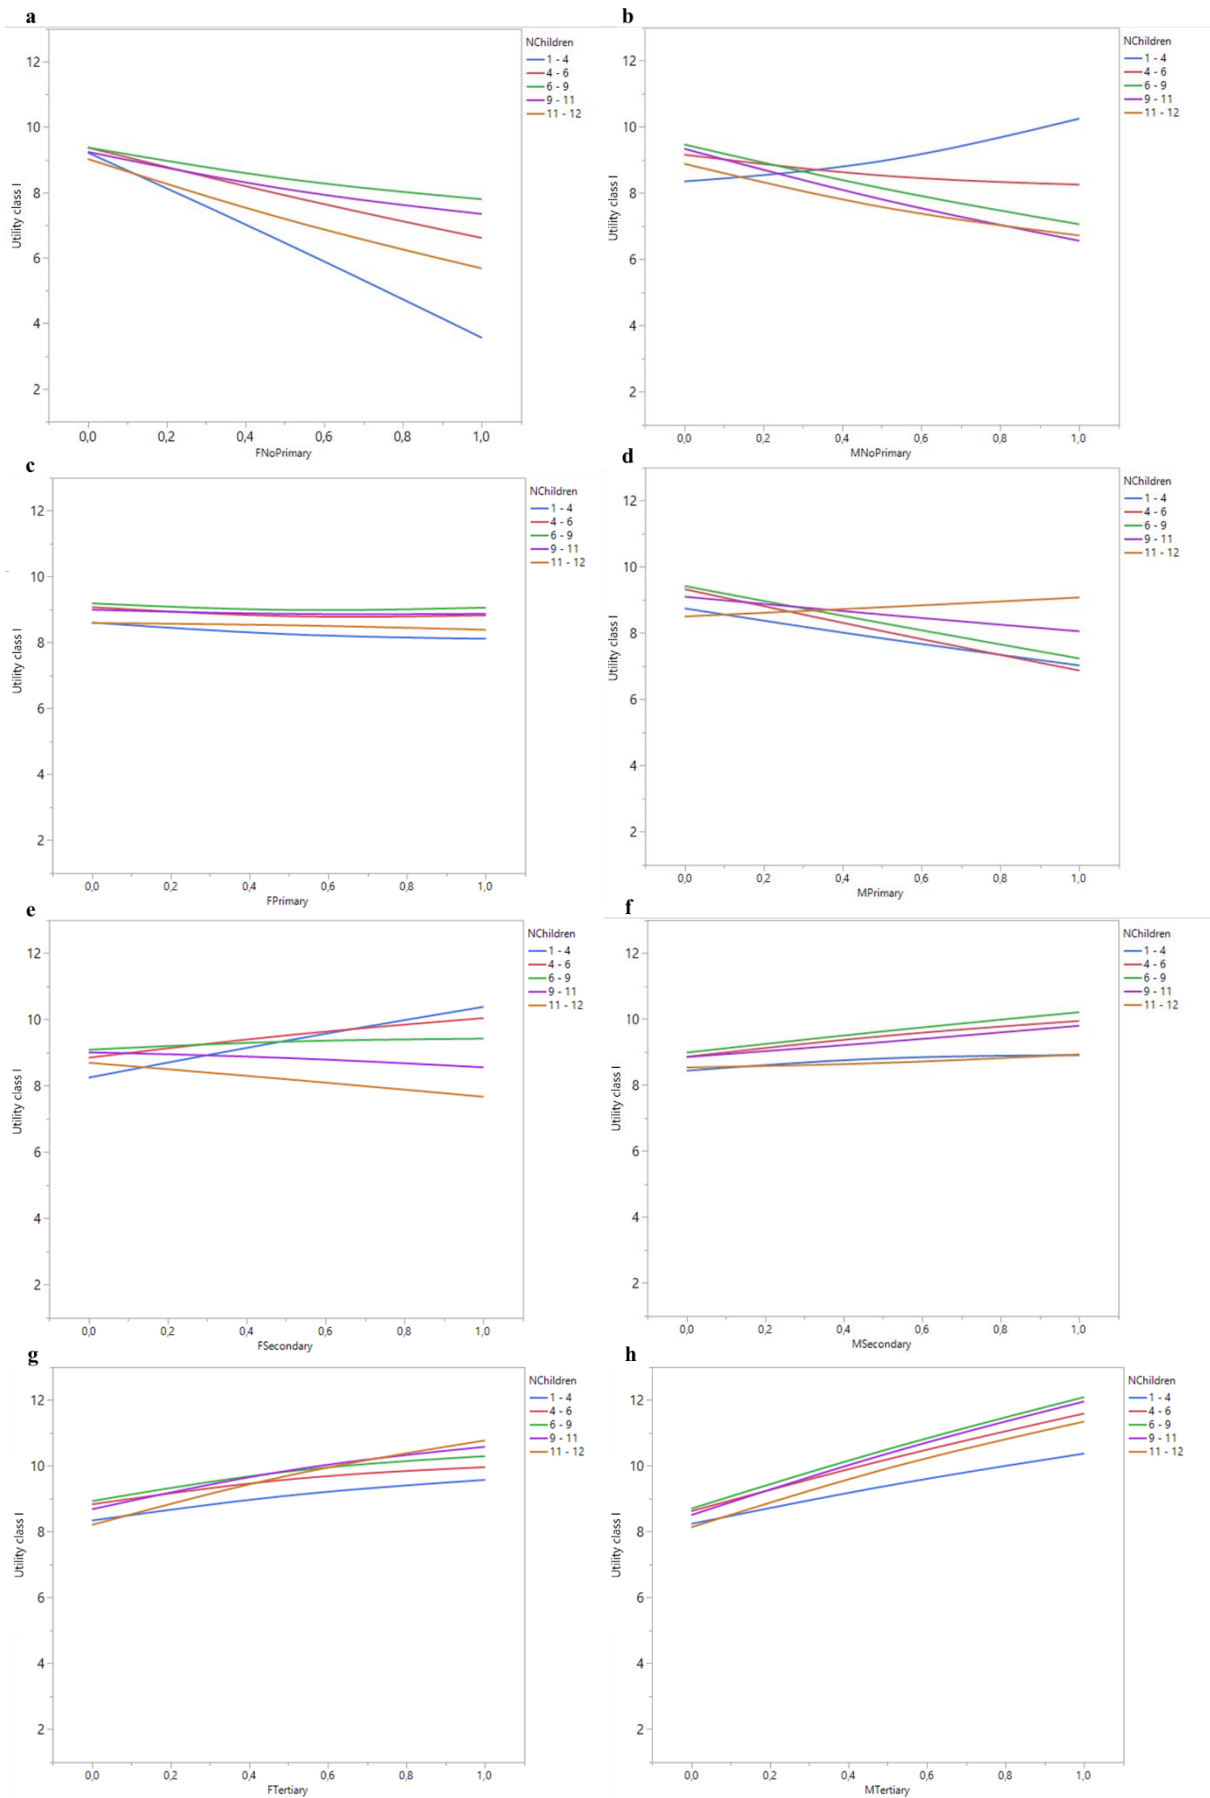 a
NChildren
1 - 4
4 - 6
6 - 9
9 - 11
11 - 12
12
10
8
6
4
2
Utility class I
0,0 0,2 0,4 0,6 0,8 1,0
FNoPrimary
b
NChildren
1 - 4
4 - 6
6 - 9
9 - 11
11 - 12
12
10
8
6
4
2
Utility class I
0,0 0,2 0,4 0,6 0,8 1,0
MNoPrimary
c
NChildren
1 - 4
4 - 6
6 - 9
9 - 11
11 - 12
12
10
8
6
4
2
Utility class I
0,0 0,2 0,4 0,6 0,8 1,0
FPrimary
d
NChildren
1 - 4
4 - 6
6 - 9
9 - 11
11 - 12
12
10
8
6
4
2
Utility class I
0,0 0,2 0,4 0,6 0,8 1,0
MPrimary
e
NChildren
1 - 4
4 - 6
6 - 9
9 - 11
11 - 12
12
10
8
6
4
2
Utility class I
0,0 0,2 0,4 0,6 0,8 1,0
FSecondary
f
NChildren
1 - 4
4 - 6
6 - 9
9 - 11
11 - 12
12
10
8
6
4
2
Utility class I
0,0 0,2 0,4 0,6 0,8 1,0
MSecondary
g
NChildren
1 - 4
4 - 6
6 - 9
9 - 11
11 - 12
12
10
8
6
4
2
Utility class I
0,0 0,2 0,4 0,6 0,8 1,0
FTertiary
h
NChildren
1 - 4
4 - 6
6 - 9
9 - 11
11 - 12
12
10
8
6
4
2
Utility class I
0,0 0,2 0,4 0,6 0,8 1,0
MTertiary